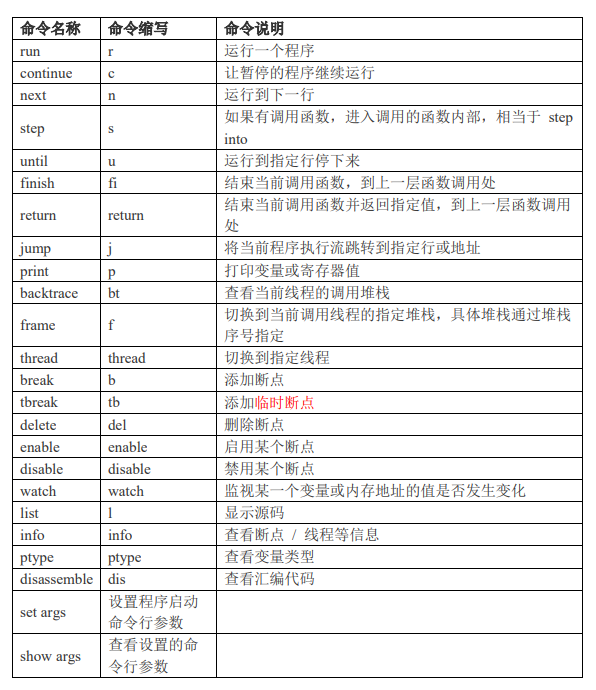 命令名称 命令缩写 命令说明
run r 运行一个程序
continue c 让暂停的程序继续运行
next n 运行到下一行
step s 如果有调用函数，进入调用的函数内部，相当于 step
into
until u 运行到指定行停下来
finish fi 结束当前调用函数，到上一层函数调用处
return return 结束当前调用函数并返回指定值，到上一层函数调用
处
jump j 将当前程序执行流跳转到指定行或地址
print p 打印变量或寄存器值
backtrace bt 查看当前线程的调用堆栈
frame f 切换到当前调用线程的指定堆栈，具体堆栈通过堆栈
序号指定
thread thread 切换到指定线程
break b 添加断点
tbreak tb 添加临时断点
delete del 删除断点
enable enable 启用某个断点
disable disable 禁用某个断点
watch watch 监视某一个变量或内存地址的值是否发生变化
list l 显示源码
info info 查看断点 / 线程等信息
ptype ptype 查看变量类型
disassemble dis 查看汇编代码
set args 设置程序启动
命令行参数
show args 查看设置的命
令行参数